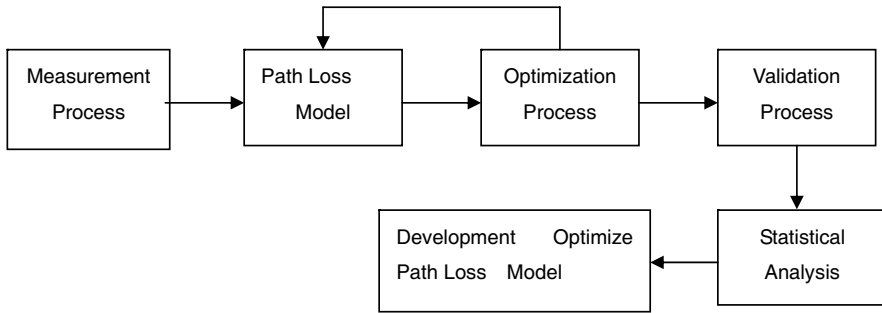 Measurement
Process
Path Loss
Model
Optimization
Process
Validation
Process
Development Optimize
Path Loss Model
Statistical
Analysis